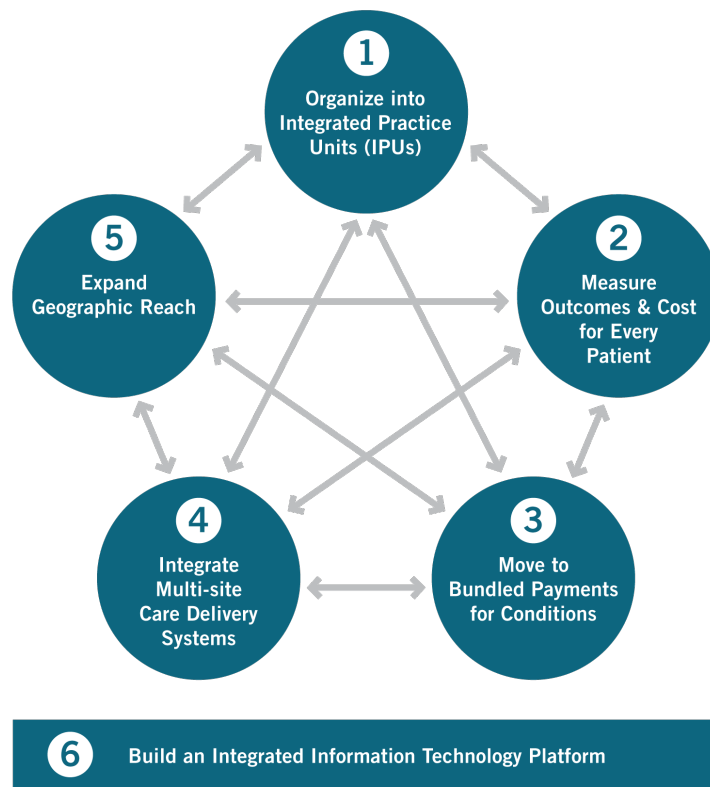 1
Organize into
Integrated Practice
Units (IPUs)
5
Expand
Geographic Reach
2
Measure
Outcomes & Cost
for Every
Patient
4
Integrate
Multi-site
Care Delivery
Systems
3
Move to
Bundled Payments
for Conditions
6 Build an Integrated Information Technology Platform